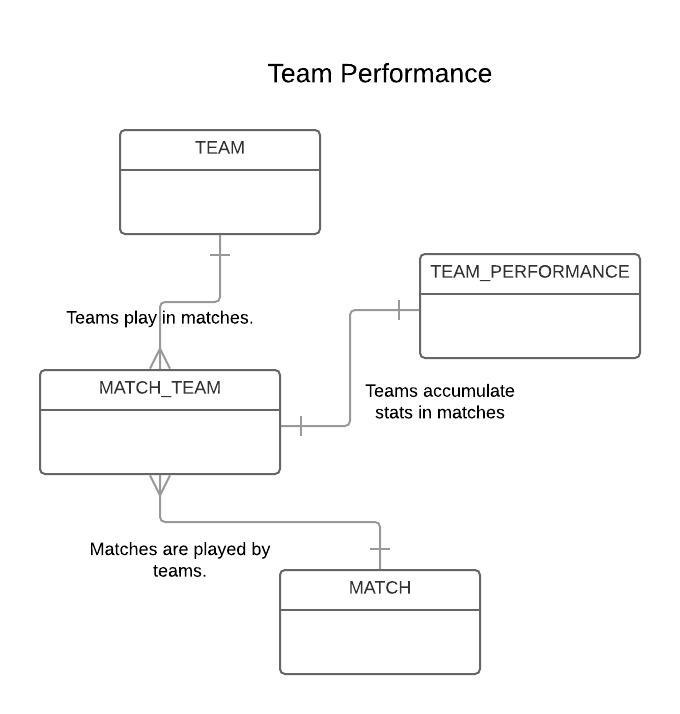 Team Performance
TEAM
TEAM_PERFORMANCE
Teams play in matches.
MATCH_TEAM
Teams accumulate
stats in matches
Matches are played by
teams.
MATCH